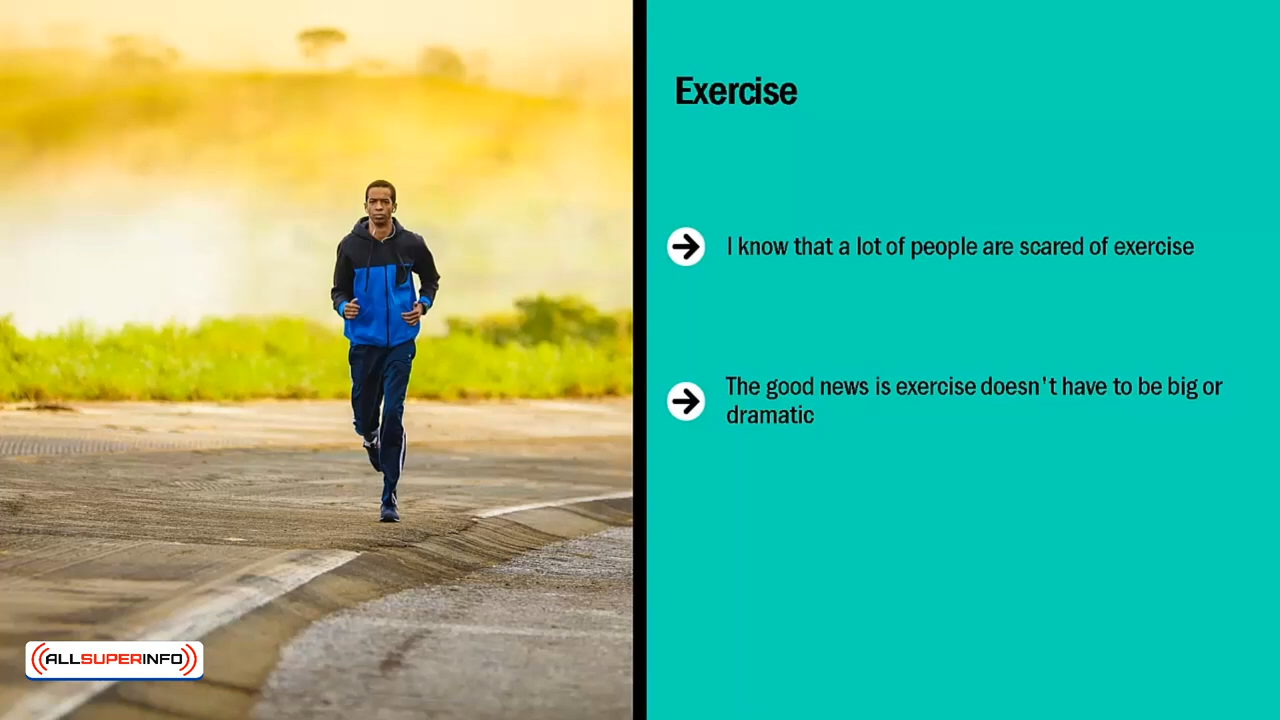 Exercise
I know that a lot of people are scared of exercise
The good news is exercise doesn't have to be big or
dramatic
ALLSUPERINFO